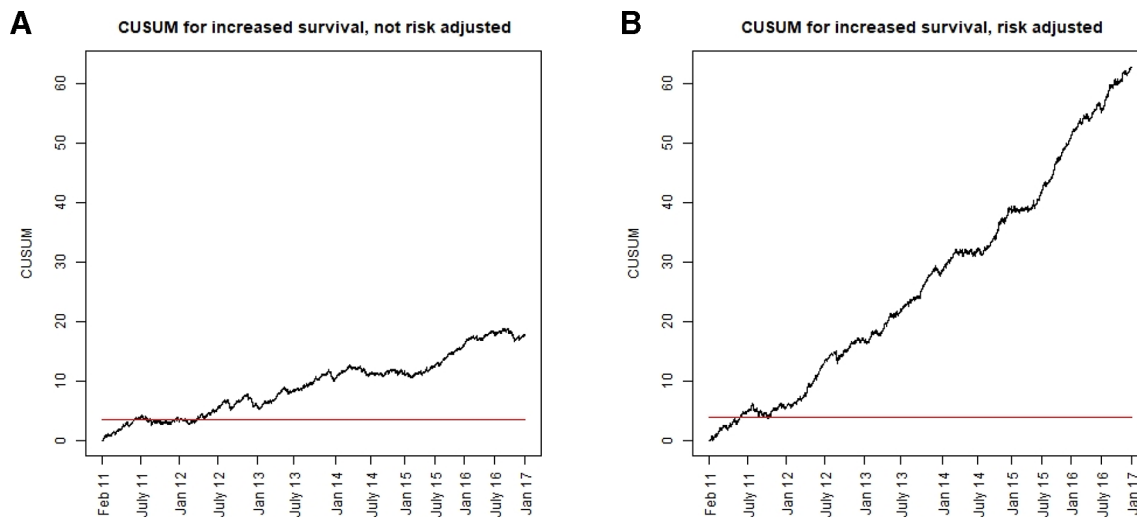 A
CUSUM for increased survival, not risk adjusted
CUSUM
60
50
40
30
20
10
0
Feb 11
July 11
Jan 12
July 12
Jan 13
July 13
Jan 14
July 14
Jan 15
July 15
Jan 16
July 16
Jan 17
B
CUSUM for increased survival, risk adjusted
CUSUM
60
50
40
30
20
10
0
Feb 11
July 11
Jan 12
July 12
Jan 13
July 13
Jan 14
July 14
Jan 15
July 15
Jan 16
July 16
Jan 17